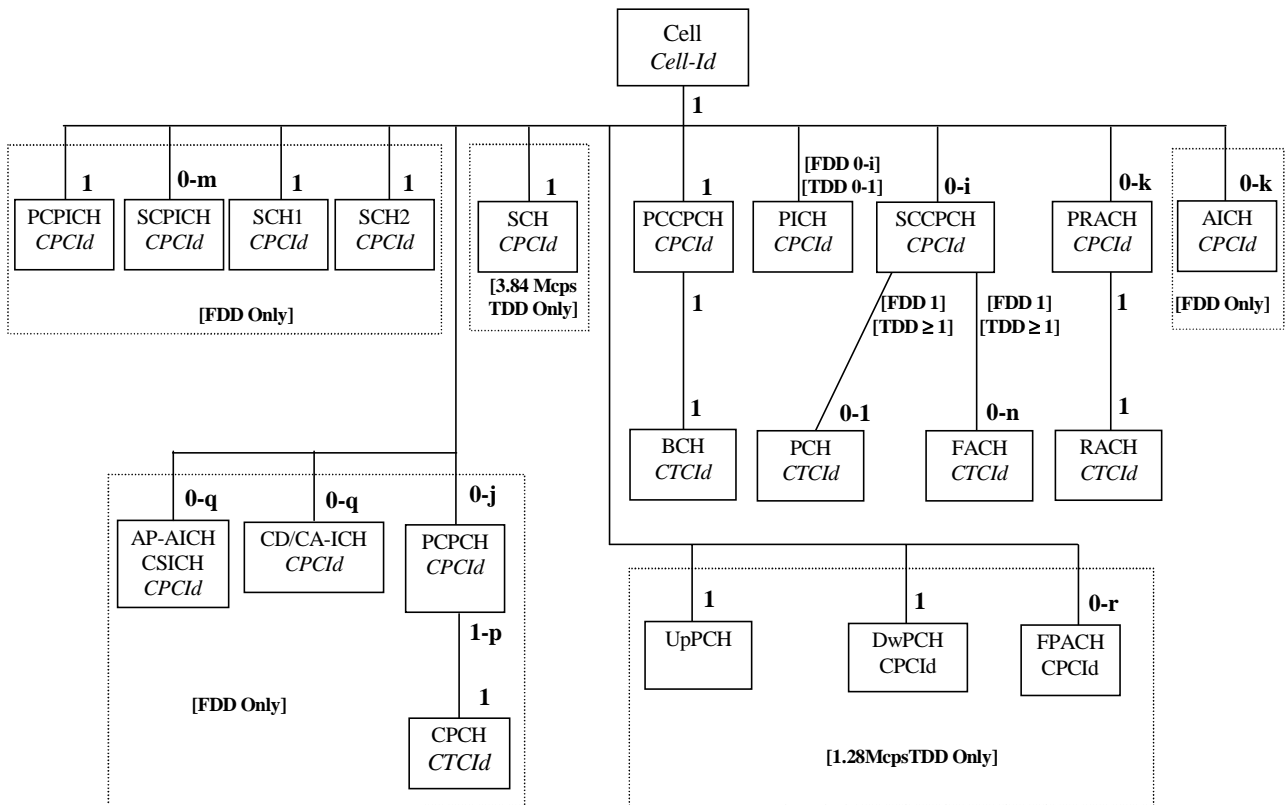 Cell
Cell-Id
1
1
0-m
1
1
1
1
[FDD 0-i]
[TDD 0-1]
0-i
0-k
0-k
PCPICH
CPCId
SCPICH
CPCId
SCH1
CPCId
SCH2
CPCId
SCH
CPCId
PCCPCH
CPCId
PICH
CPCId
SCCPCH
CPCId
PRACH
CPCId
AICH
CPCId
[FDD Only]
[3.84 Mcps
TDD Only]
1
[FDD 1]
[TDD ≥ 1]
[FDD 1]
[TDD ≥ 1]
1
[FDD Only]
1
0-1
0-n
1
BCH
CTCId
PCH
CTCId
FACH
CTCId
RACH
CTCId
0-q
0-q
0-j
AP-AICH
CSICH
CPCId
CD/CA-ICH
CPCId
PCPCH
CPCId
1-p
1
CPCH
CTCId
[FDD Only]
1
1
0-r
UpPCH
DwPCH
CPCId
FPACH
CPCId
[1.28McpsTDD Only]